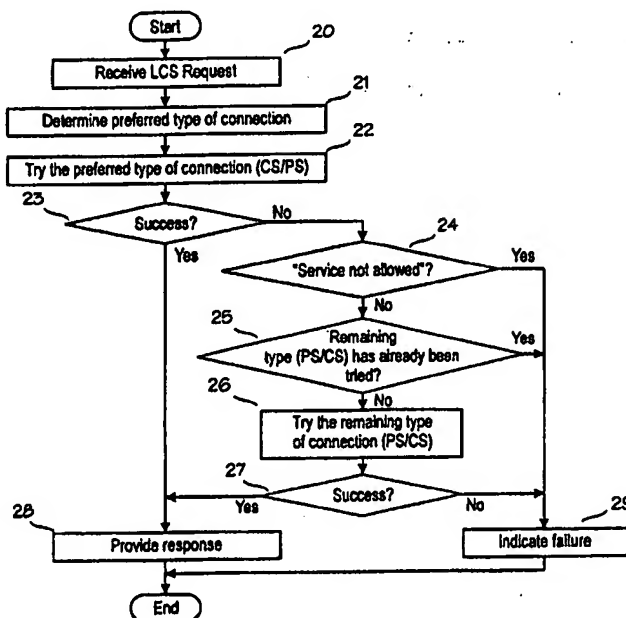 Start
20
Receive LCS Request
21
Determine preferred type of connection
22
Try the preferred type of connection (CS/PS)
23
Success?
No
Yes
24
"Service not allowed"?
Yes
No
25
Remaining
type (PS/CS) has already been
tried?
Yes
No
26
Try the remaining type
of connection (PS/CS)
27
Success?
Yes
No
28
Provide response
29
Indicate failure
End